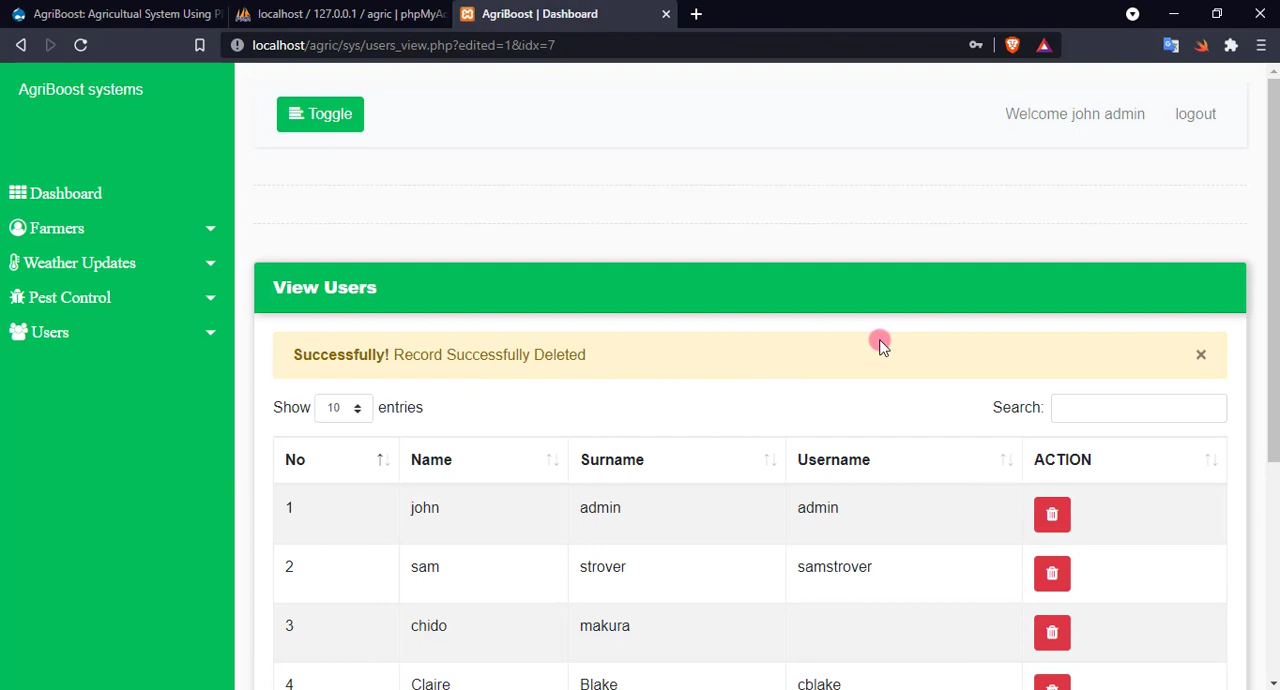 AgriBoost: Agricultual System Using P
localhost / 127.0.0.1 / agric | phpMyA
AgriBoost | Dashboard
localhost/agric/sys/users_view.php?edited=1&idx=7
AgriBoost systems
Toggle
Welcome john admin logout
Dashboard
Farmers
Weather Updates
Pest Control
Users
View Users
Successfully! Record Successfully Deleted ×
Show 10 entries
Search:
No Name Surname Username ACTION
1 john admin admin
2 sam strover samstrover
3 chido makura
4 Claire Blake cblake